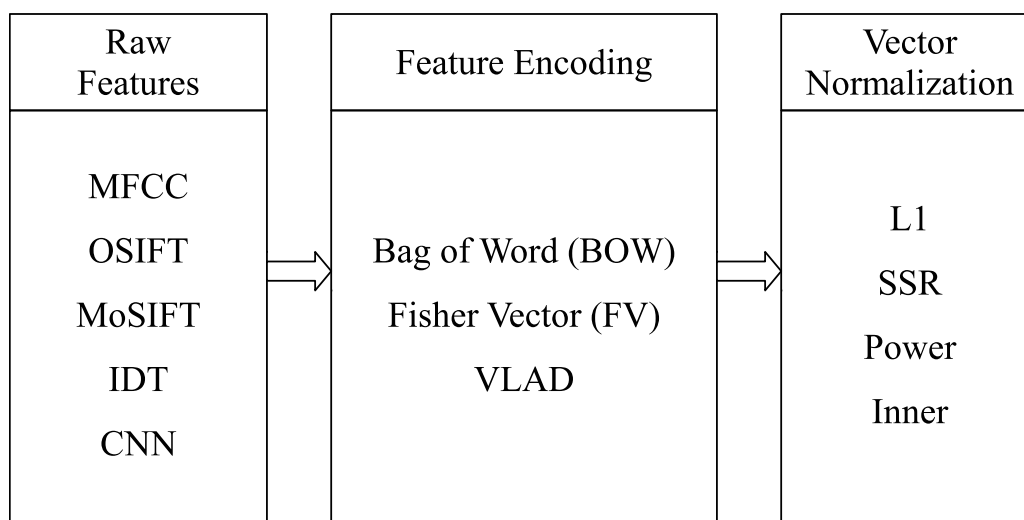 Raw
Features
MFCC
OSIFT
MoSIFT
IDT
CNN
Feature Encoding
Bag of Word (BOW)
Fisher Vector (FV)
VLAD
Vector
Normalization
L1
SSR
Power
Inner